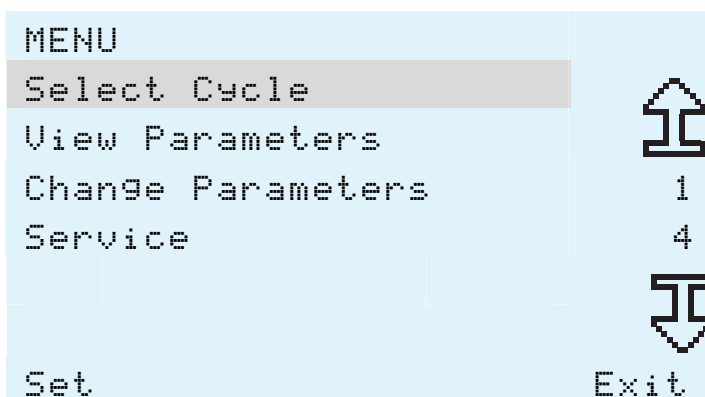 MENU
Select Cycle
View Parameters
Change Parameters
1
Service
4
Set
Exit